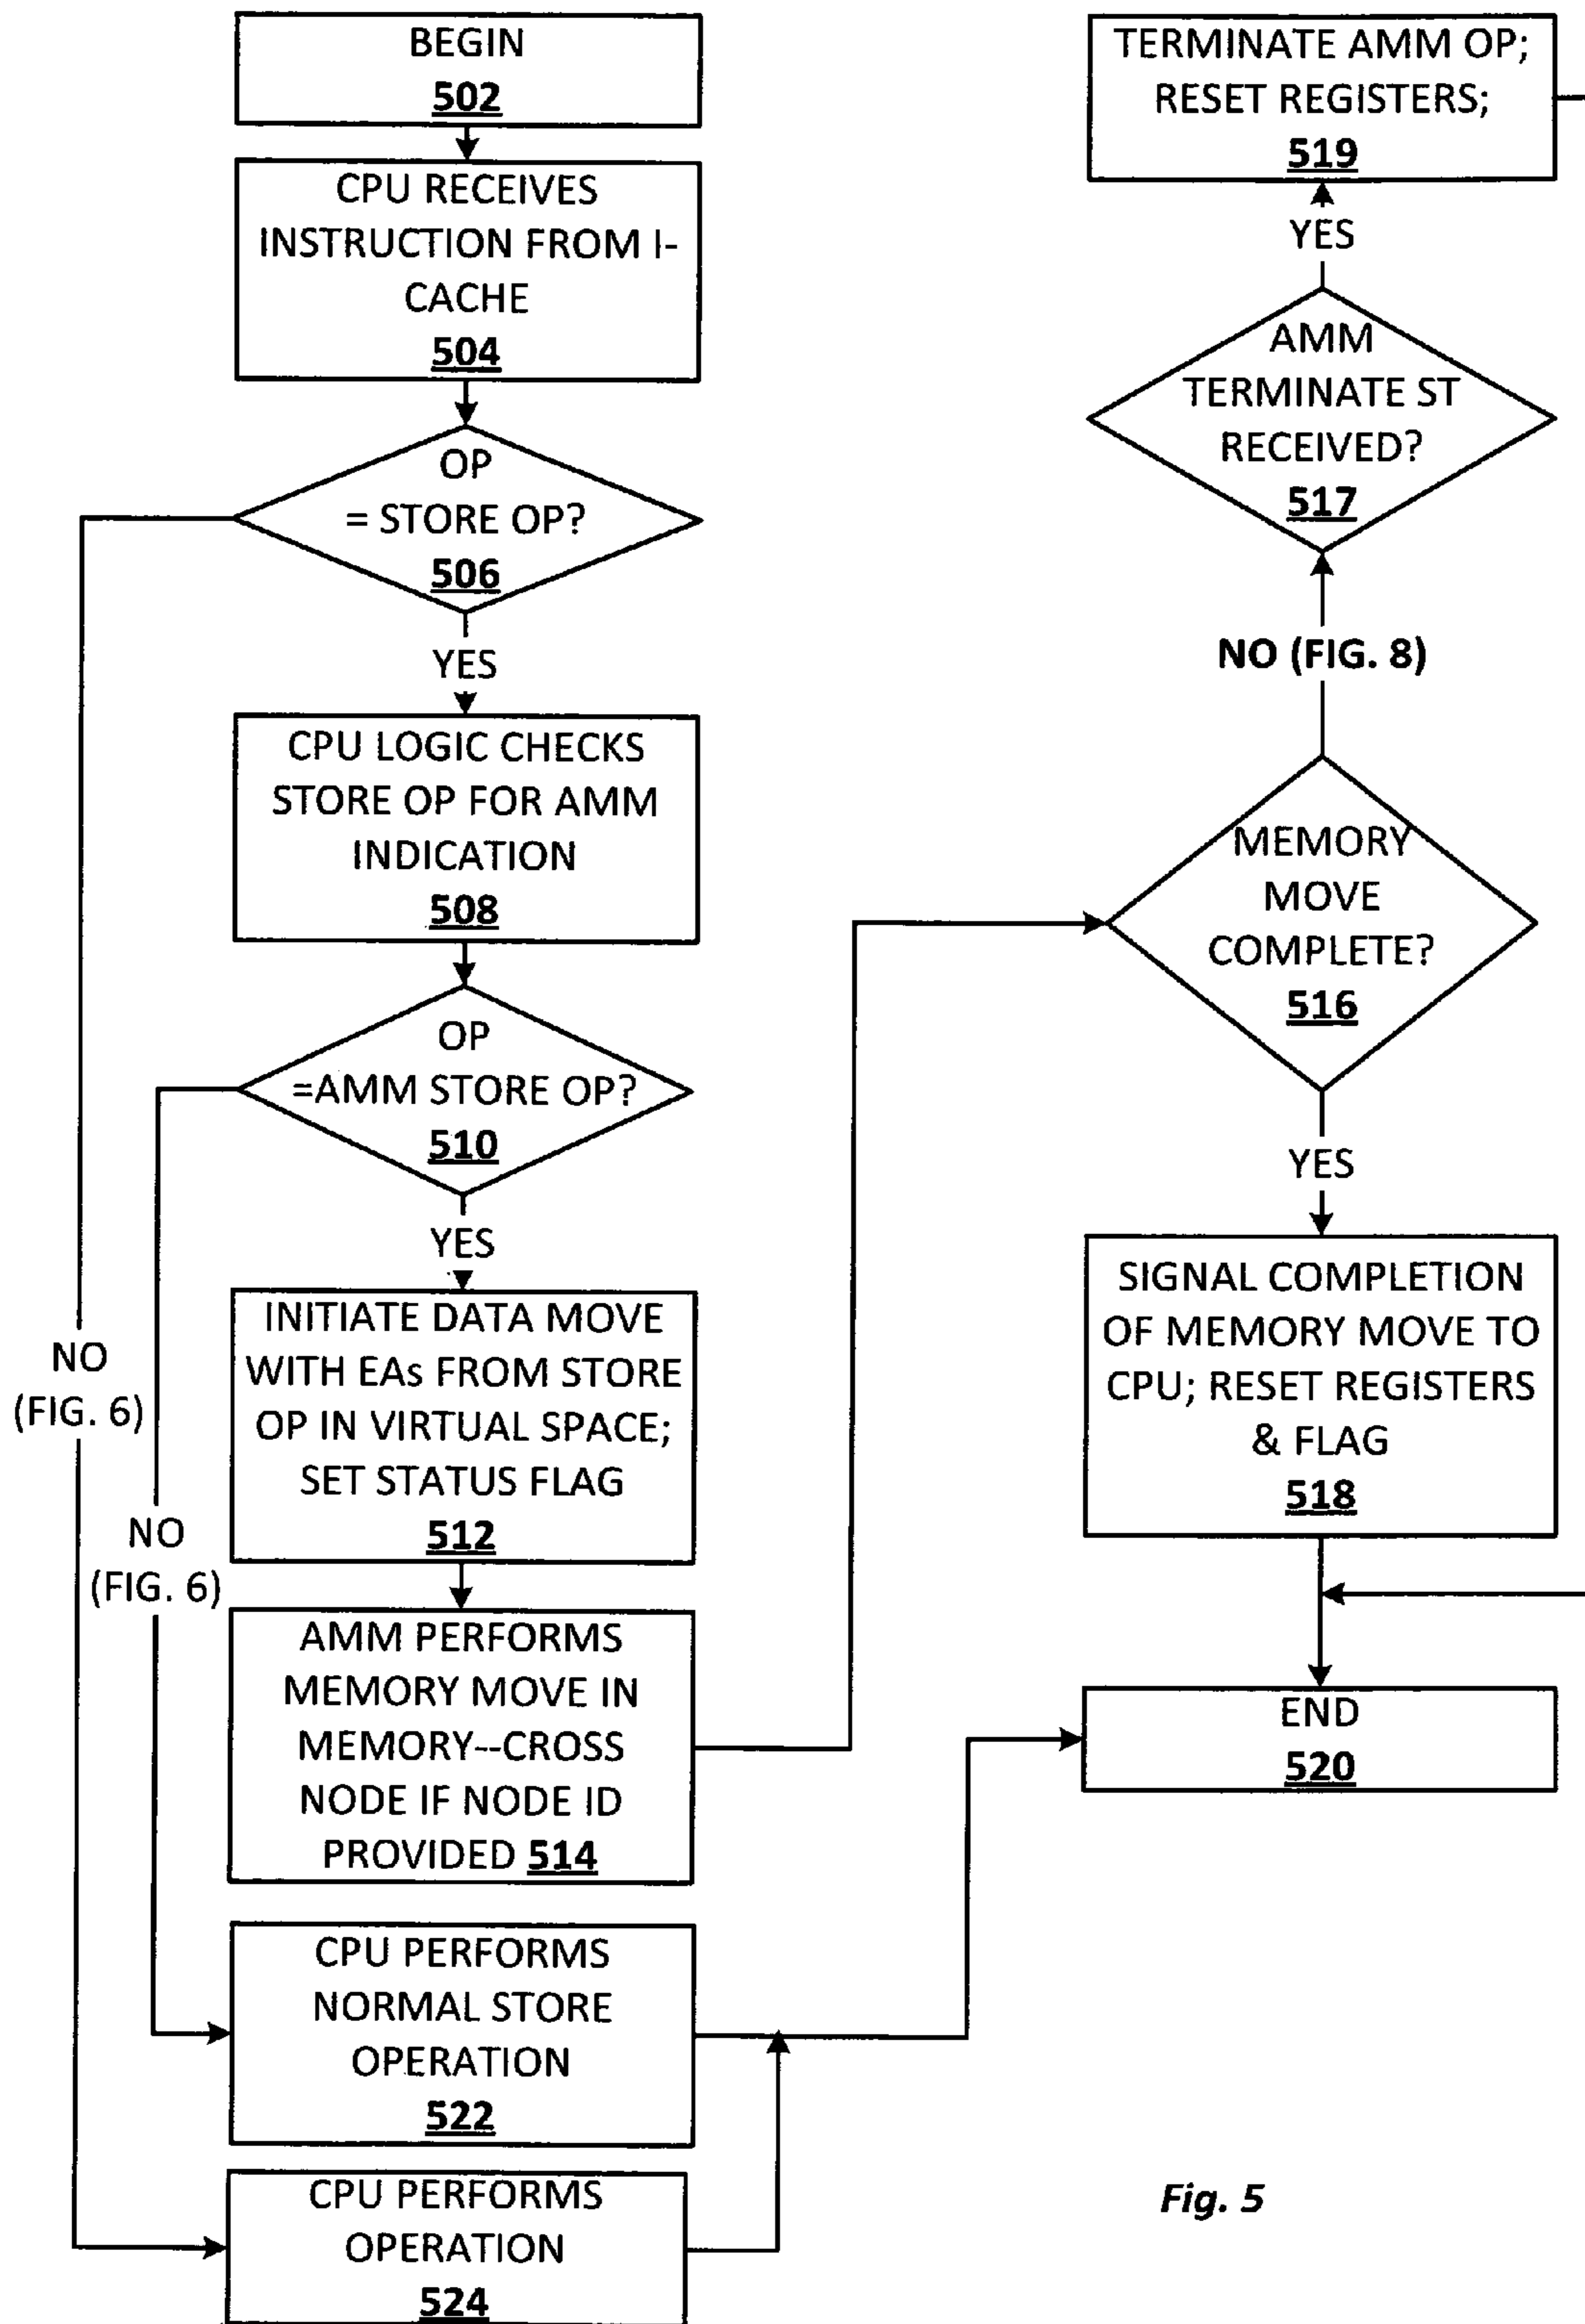 BEGIN
502
CPU RECEIVES
INSTRUCTION FROM I-
CACHE
504
OP
= STORE OP?
506
YES
CPU LOGIC CHECKS
STORE OP FOR AMM
INDICATION
508
OP
=AMM STORE OP?
510
YES
INITIATE DATA MOVE
WITH EAs FROM STORE
OP IN VIRTUAL SPACE;
SET STATUS FLAG
512
NO
(FIG. 6)
NO
(FIG. 6)
AMM PERFORMS
MEMORY MOVE IN
MEMORY--CROSS
NODE IF NODE ID
PROVIDED 514
CPU PERFORMS
NORMAL STORE
OPERATION
522
CPU PERFORMS
OPERATION
524
TERMINATE AMM OP;
RESET REGISTERS;
519
YES
AMM
TERMINATE ST
RECEIVED?
517
NO (FIG. 8)
MEMORY
MOVE
COMPLETE?
516
YES
SIGNAL COMPLETION
OF MEMORY MOVE TO
CPU; RESET REGISTERS
& FLAG
518
END
520
Fig. 5